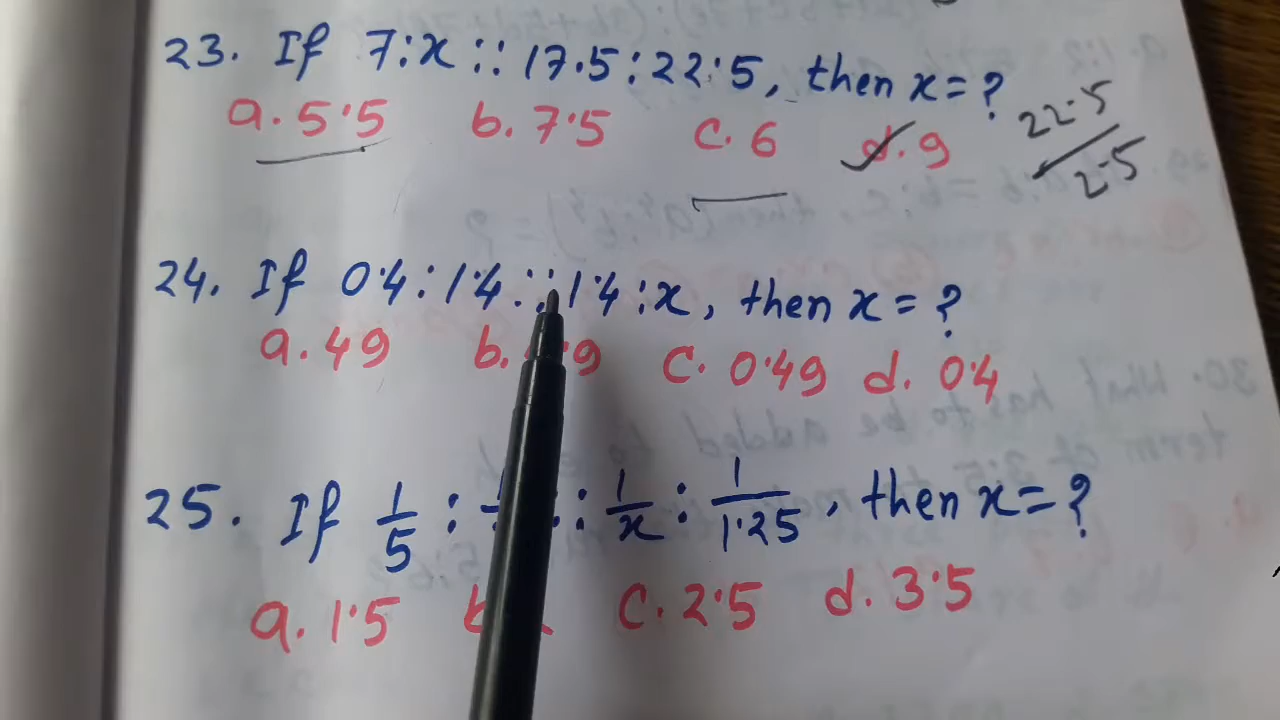 23. If 7:x :: 17.5:22.5, then x=?
a. 5.5 b. 7.5 c. 6 d. 9
22.5
2.5
24. If 0.4:1.4::1.4:x, then x=?
a. 49 b. c. 0.49 d. 0.4
25. If 1/5 : : 1/x : 1/1.25, then x=?
a. 1.5 c. 2.5 d. 3.5